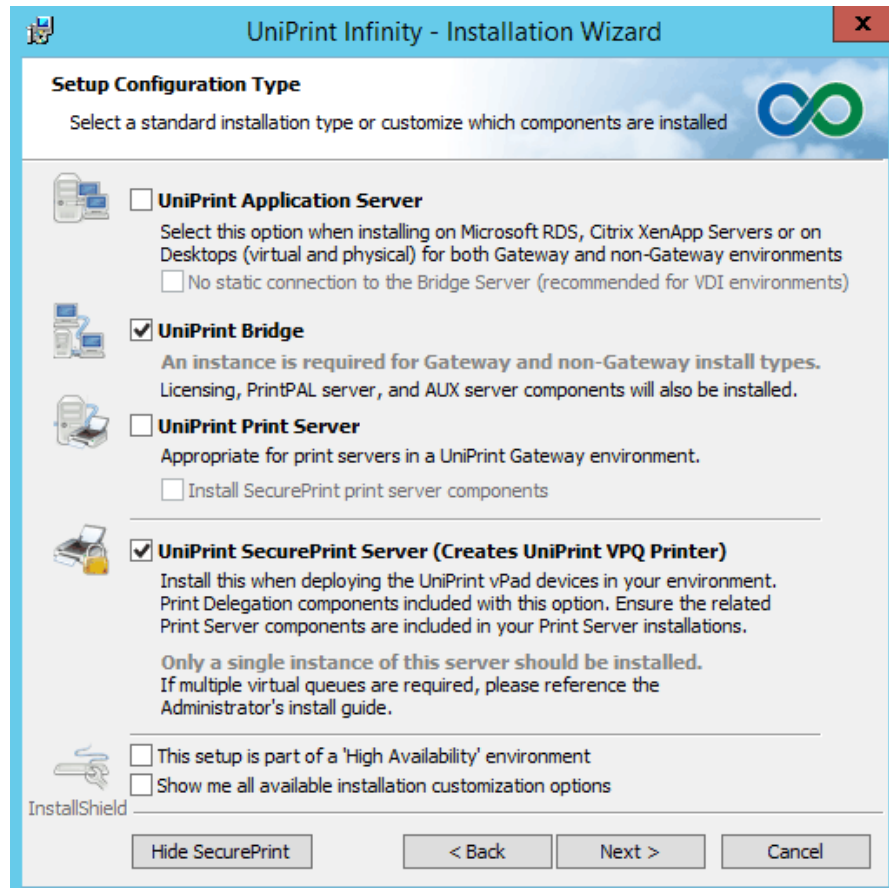 UniPrint Infinity - Installation Wizard
x
Setup Configuration Type
Select a standard installation type or customize which components are installed
UniPrint Application Server
Select this option when installing on Microsoft RDS, Citrix XenApp Servers or on
Desktops (virtual and physical) for both Gateway and non-Gateway environments
No static connection to the Bridge Server (recommended for VDI environments)
UniPrint Bridge
An instance is required for Gateway and non-Gateway install types.
Licensing, PrintPAL server, and AUX server components will also be installed.
UniPrint Print Server
Appropriate for print servers in a UniPrint Gateway environment.
Install SecurePrint print server components
UniPrint SecurePrint Server (Creates UniPrint VPQ Printer)
Install this when deploying the UniPrint vPad devices in your environment.
Print Delegation components included with this option. Ensure the related
Print Server components are included in your Print Server installations.
Only a single instance of this server should be installed.
If multiple virtual queues are required, please reference the
Administrator's install guide.
This setup is part of a 'High Availability' environment
Show me all available installation customization options
InstallShield
Hide SecurePrint
< Back
Next >
Cancel